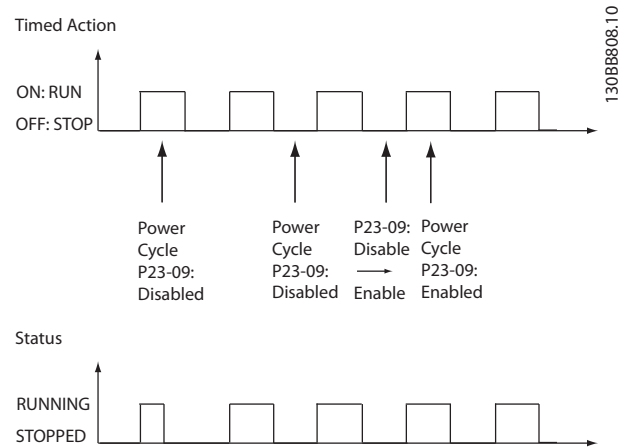 Timed Action
130BB808.10
ON: RUN
OFF: STOP
Power
Cycle
P23-09:
Disabled
Power
Cycle
P23-09:
Disabled
P23-09:
Disable
Enable
Power
Cycle
P23-09:
Enabled
Status
RUNNING
STOPPED